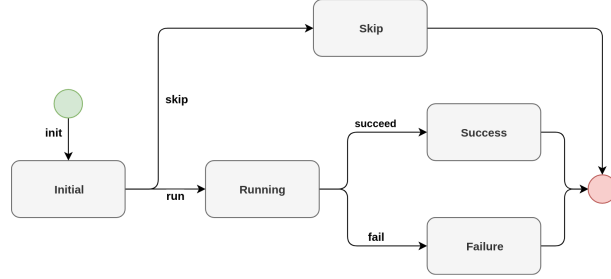 Skip
skip
init
succeed
Success
Initial
run
Running
fail
Failure